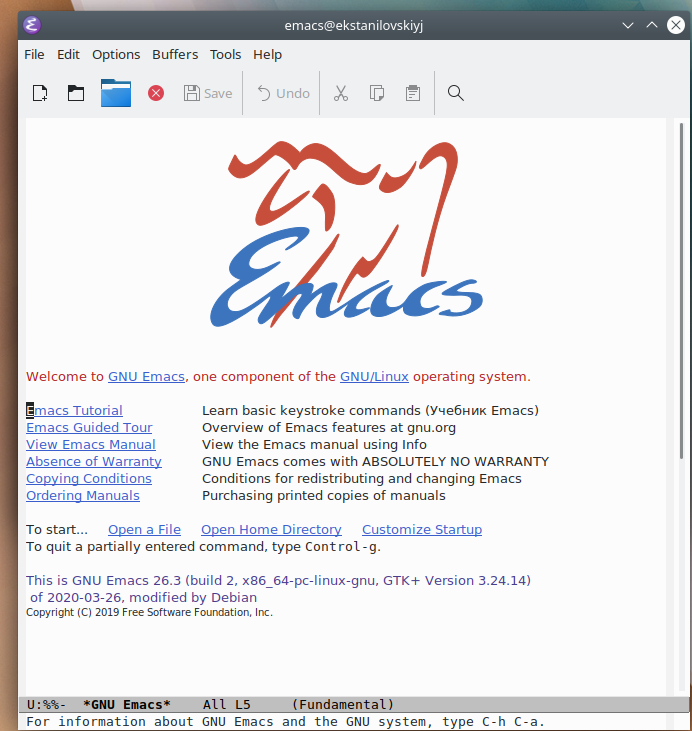 emacs@ekstanilovskiyj
File Edit Options Buffers Tools Help
Save Undo
Emacs
Welcome to GNU Emacs, one component of the GNU/Linux operating system.
Emacs Tutorial Learn basic keystroke commands (Учебник Emacs)
Emacs Guided Tour Overview of Emacs features at gnu.org
View Emacs Manual View the Emacs manual using Info
Absence of Warranty GNU Emacs comes with ABSOLUTELY NO WARRANTY
Copying Conditions Conditions for redistributing and changing Emacs
Ordering Manuals Purchasing printed copies of manuals
To start... Open a File Open Home Directory Customize Startup
To quit a partially entered command, type Control-g.
This is GNU Emacs 26.3 (build 2, x86_64-pc-linux-gnu, GTK+ Version 3.24.14)
of 2020-03-26, modified by Debian
Copyright (C) 2019 Free Software Foundation, Inc.
U:%%- *GNU Emacs* All L5 (Fundamental)
For information about GNU Emacs and the GNU system, type C-h C-a.